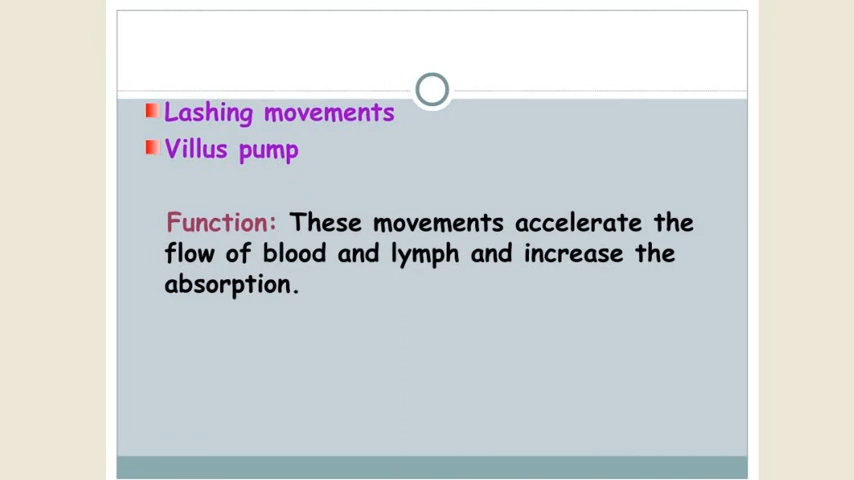 Lashing movements
Villus pump
Function: These movements accelerate the
flow of blood and lymph and increase the
absorption.